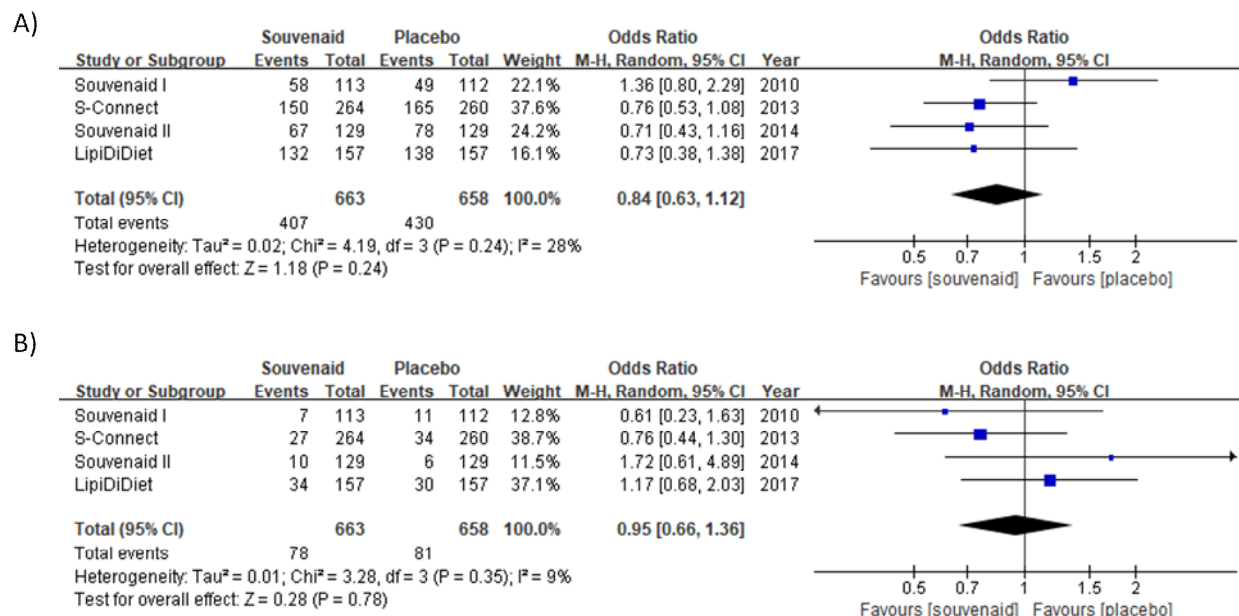 A)
Souvenaid Placebo Odds Ratio Odds Ratio
Study or Subgroup Events Total Events Total Weight M-H, Random, 95% CI Year M-H, Random, 95% CI
Souvenaid I 58 113 49 112 22.1% 1.36 [0.80, 2.29] 2010
S-Connect 150 264 165 260 37.6% 0.76 [0.53, 1.08] 2013
Souvenaid II 67 129 78 129 24.2% 0.71 [0.43, 1.16] 2014
LipiDiDiet 132 157 138 157 16.1% 0.73 [0.38, 1.38] 2017
Total (95% CI) 663 658 100.0% 0.84 [0.63, 1.12]
Total events 407 430
Heterogeneity: Tau² = 0.02; Chi² = 4.19, df = 3 (P = 0.24); I² = 28%
Test for overall effect: Z = 1.18 (P = 0.24)
0.5 0.7 1 1.5 2
Favours [souvenaid] Favours [placebo]
B)
Souvenaid Placebo Odds Ratio Odds Ratio
Study or Subgroup Events Total Events Total Weight M-H, Random, 95% CI Year M-H, Random, 95% CI
Souvenaid I 7 113 11 112 12.8% 0.61 [0.23, 1.63] 2010
S-Connect 27 264 34 260 38.7% 0.76 [0.44, 1.30] 2013
Souvenaid II 10 129 6 129 11.5% 1.72 [0.61, 4.89] 2014
LipiDiDiet 34 157 30 157 37.1% 1.17 [0.68, 2.03] 2017
Total (95% CI) 663 658 100.0% 0.95 [0.66, 1.36]
Total events 78 81
Heterogeneity: Tau² = 0.01; Chi² = 3.28, df = 3 (P = 0.35); I² = 9%
Test for overall effect: Z = 0.28 (P = 0.78)
0.5 0.7 1 1.5 2
Favours [souvenaid] Favours [placebo]